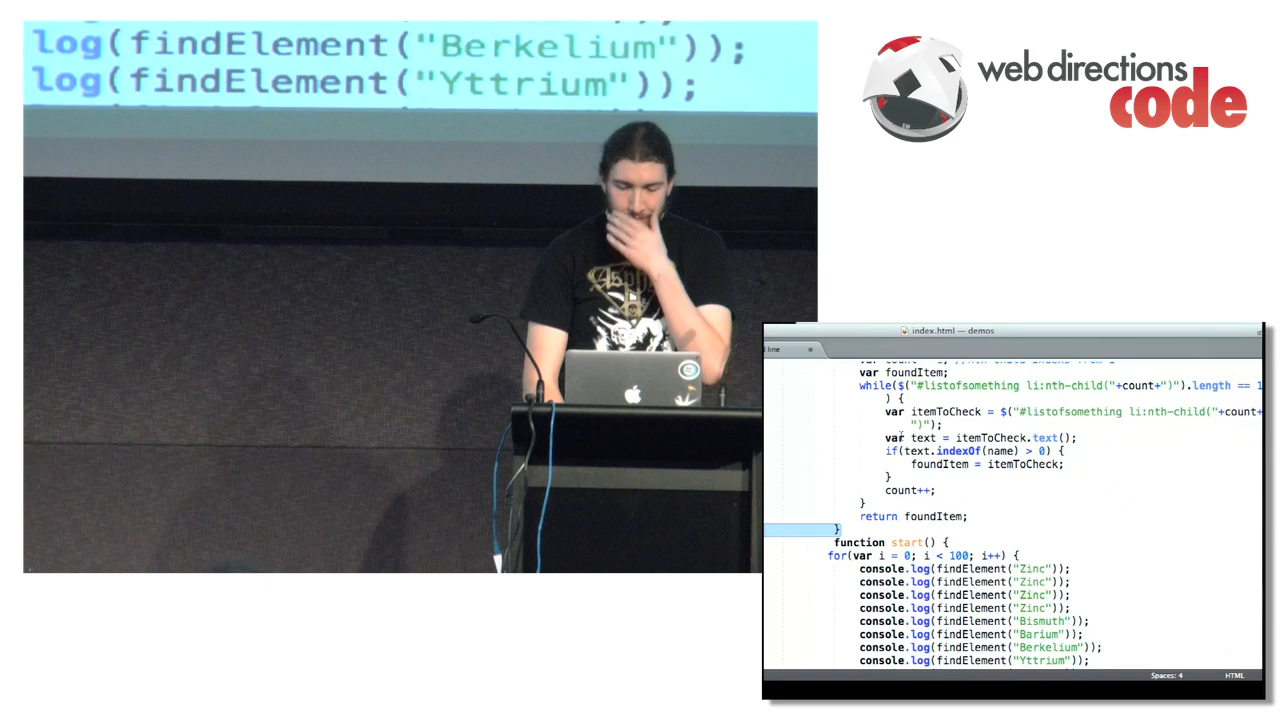 log(findElement("Berkelium"));
log(findElement("Yttrium"));
web directions
code
Asphy
index.html — demos
line
var foundItem;
while($("#listofsomething li:nth-child("+count+")").length == 1
) {
var itemToCheck = $("#listofsomething li:nth-child("+count+
")");
var text = itemToCheck.text();
if(text.indexOf(name) > 0) {
foundItem = itemToCheck;
}
count++;
}
return foundItem;
}
function start() {
for(var i = 0; i < 100; i++) {
console.log(findElement("Zinc"));
console.log(findElement("Zinc"));
console.log(findElement("Zinc"));
console.log(findElement("Zinc"));
console.log(findElement("Bismuth"));
console.log(findElement("Barium"));
console.log(findElement("Berkelium"));
console.log(findElement("Yttrium"));
Spaces: 4 HTML